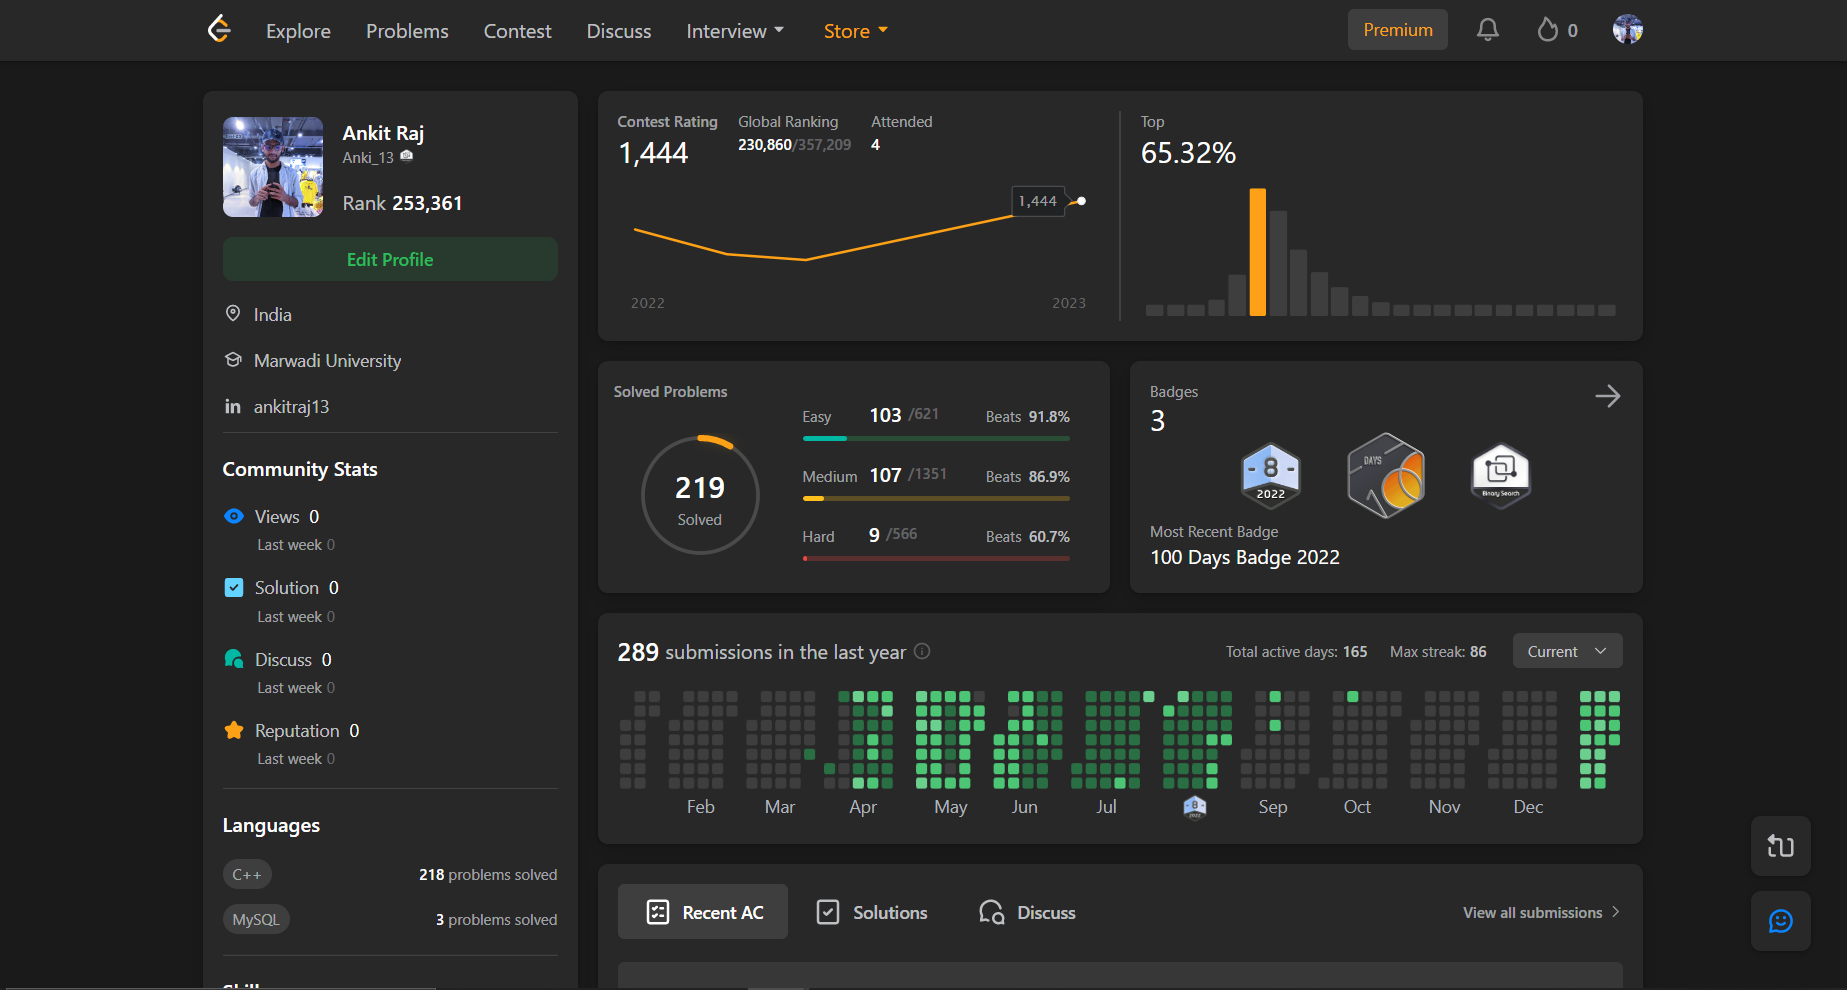 Explore Problems Contest Discuss Interview Store Premium 0
Ankit Raj
Anki_13
Rank 253,361
Edit Profile
India
Marwadi University
in ankitraj13
Community Stats
Views 0
Last week 0
Solution 0
Last week 0
Discuss 0
Last week 0
Reputation 0
Last week 0
Languages
C++ 218 problems solved
MySQL 3 problems solved
Contest Rating Global Ranking Attended
1,444 230,860/357,209 4
1,444
2022 2023
Top
65.32%
Solved Problems
219
Solved
Easy 103 /621 Beats 91.8%
Medium 107 /1351 Beats 86.9%
Hard 9 /566 Beats 60.7%
Badges
3
- 8 -
2022
DAYS
Binary Search
Most Recent Badge
100 Days Badge 2022
289 submissions in the last year Total active days: 165 Max streak: 86 Current
Feb Mar Apr May Jun Jul 8 Sep Oct Nov Dec
Recent AC Solutions Discuss View all submissions